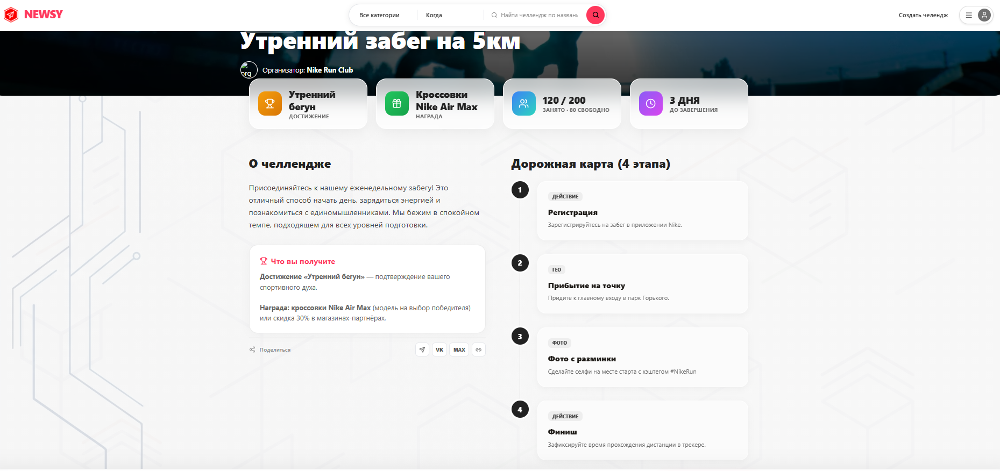 NEWSY
Все категории
Когда
Найти челлендж по названи
Создать челендж
Утренний забег на 5км
org
Организатор: Nike Run Club
Утренний
бегун
ДОСТИЖЕНИЕ
Кроссовки
Nike Air Max
НАГРАДА
120 / 200
ЗАНЯТО · 80 СВОБОДНО
3 ДНЯ
ДО ЗАВЕРШЕНИЯ
О челлендже
Присоединяйтесь к нашему еженедельному забегу! Это
отличный способ начать день, зарядиться энергией и
познакомиться с единомышленниками. Мы бежим в спокойном
темпе, подходящем для всех уровней подготовки.
Что вы получите
Достижение «Утренний бегун» — подтверждение вашего
спортивного духа.
Награда: кроссовки Nike Air Max (модель на выбор победителя)
или скидка 30% в магазинах-партнёрах.
Поделиться
VK
MAX
Дорожная карта (4 этапа)
1
ДЕЙСТВИЕ
Регистрация
Зарегистрируйтесь на забег в приложении Nike.
2
ГЕО
Прибытие на точку
Придите к главному входу в парк Горького.
3
ФОТО
Фото с разминки
Сделайте селфи на месте старта с хэштегом #NikeRun
4
ДЕЙСТВИЕ
Финиш
Зафиксируйте время прохождения дистанции в трекере.